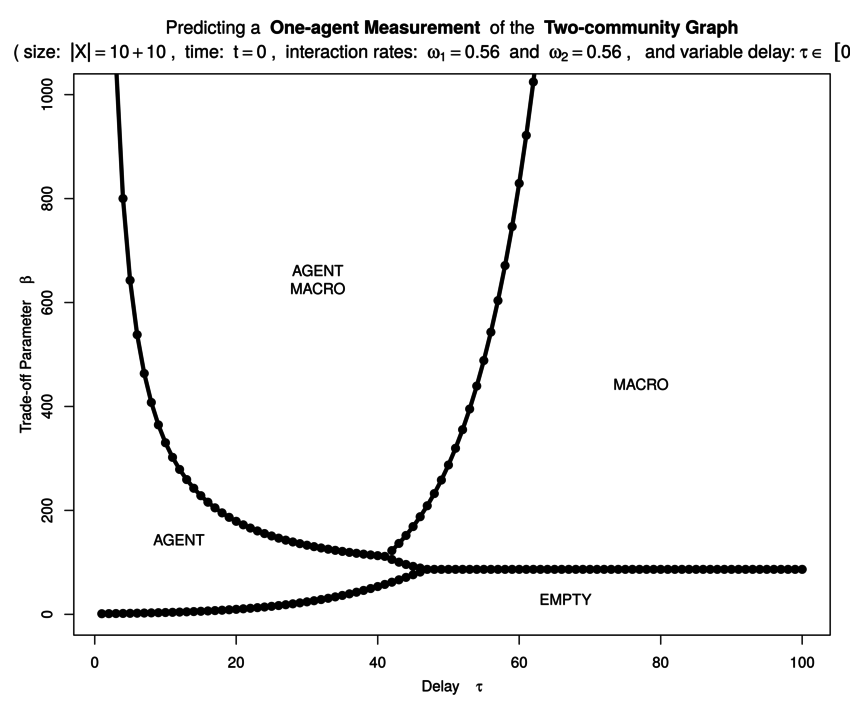 Predicting a One-agent Measurement of the Two-community Graph
( size: |X| = 10 + 10 , time: t = 0 , interaction rates: ω₁ = 0.56 and ω₂ = 0.56 , and variable delay: τ ∈ [0
1000
800
600
400
200
0
Trade-off Parameter β
AGENT
MACRO
MACRO
AGENT
EMPTY
0 20 40 60 80 100
Delay τ